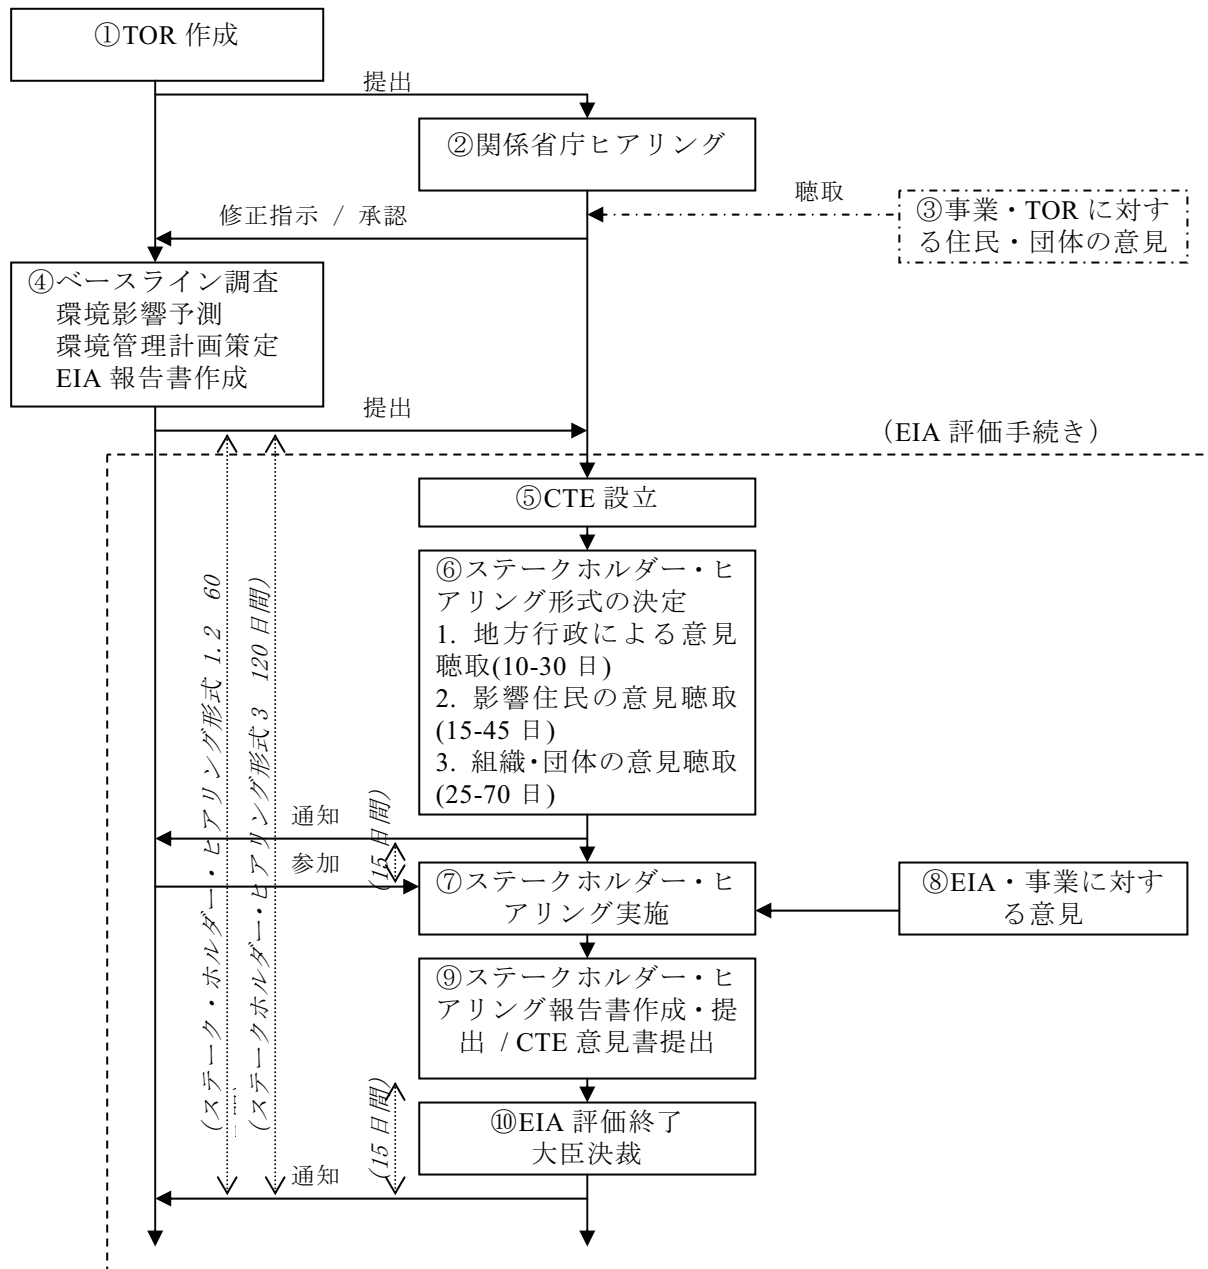 ①TOR 作成
提出
②関係省庁ヒアリング
聴取
③事業・TOR に対す
る住民・団体の意見
修正指示 / 承認
④ベースライン調査
環境影響予測
環境管理計画策定
EIA 報告書作成
提出
(EIA 評価手続き)
⑤CTE 設立
⑥ステークホルダー・ヒ
アリング形式の決定
1. 地方行政による意見
聴取(10-30 日)
2. 影響住民の意見聴取
(15-45 日)
3. 組織・団体の意見聴取
(25-70 日)
(ステーク・ホルダー・ヒアリング形式 1.2 60
(ステークホルダー・ヒアリング形式 3 120 日間)
通知
(15 日間)
参加
⑦ステークホルダー・ヒ
アリング実施
⑧EIA・事業に対す
る意見
⑨ステークホルダー・ヒ
アリング報告書作成・提
出 / CTE 意見書提出
(15 日間)
⑩EIA 評価終了
大臣決裁
通知